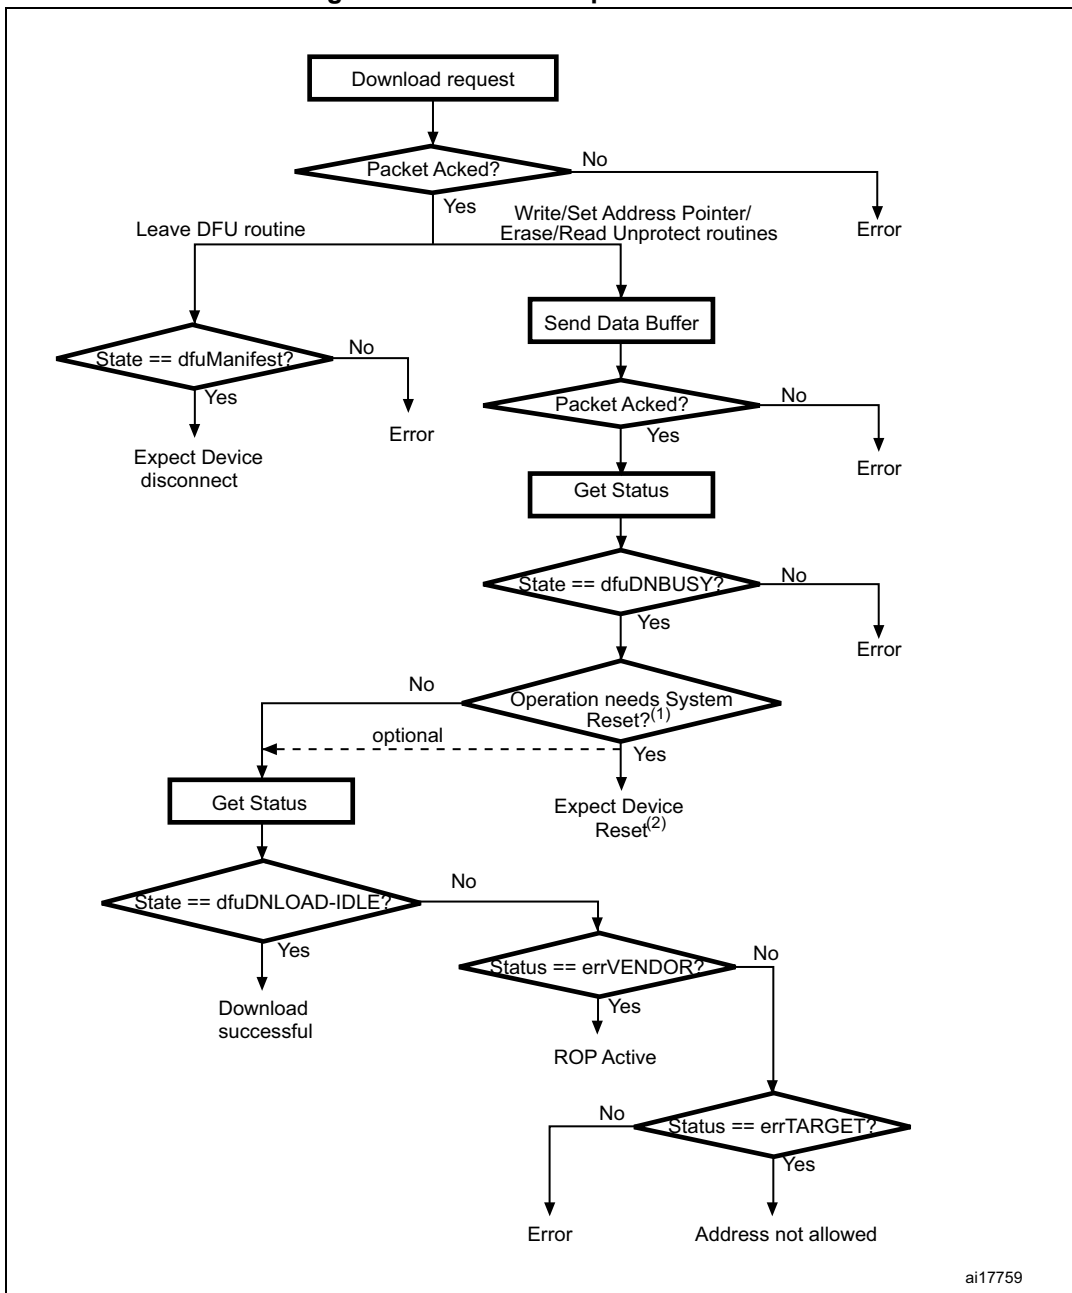 Download request
Packet Acked?
No
Yes
Error
Leave DFU routine
Write/Set Address Pointer/
Erase/Read Unprotect routines
Send Data Buffer
State == dfuManifest?
No
Yes
Error
Expect Device
disconnect
Packet Acked?
No
Yes
Error
Get Status
State == dfuDNBUSY?
No
Yes
Error
Operation needs System
Reset?(1)
No
optional
Yes
Expect Device
Reset(2)
Get Status
State == dfuDNLOAD-IDLE?
No
Yes
Download
successful
Status == errVENDOR?
No
Yes
ROP Active
Status == errTARGET?
No
Yes
Error
Address not allowed
ai17759